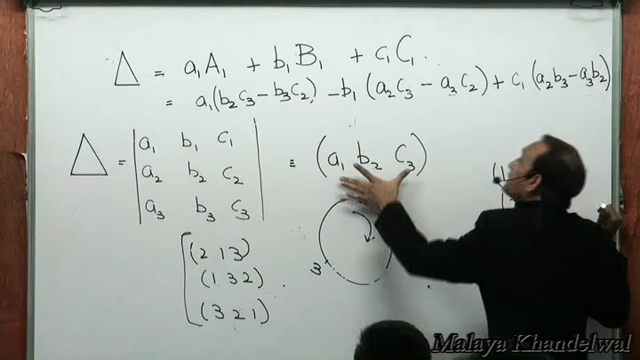 Δ = a₁A₁ + b₁B₁ + c₁C₁.
= a₁(b₂c₃ - b₃c₂) - b₁(a₂c₃ - a₃c₂) + c₁(a₂b₃ - a₃b₂)
Δ = | a₁ b₁ c₁ | ≡ (a₁ b₂ c₃)
| a₂ b₂ c₂ |
| a₃ b₃ c₃ |
(2 1 3)
(1 3 2)
(3 2 1)
3
Malaya Khandelwal